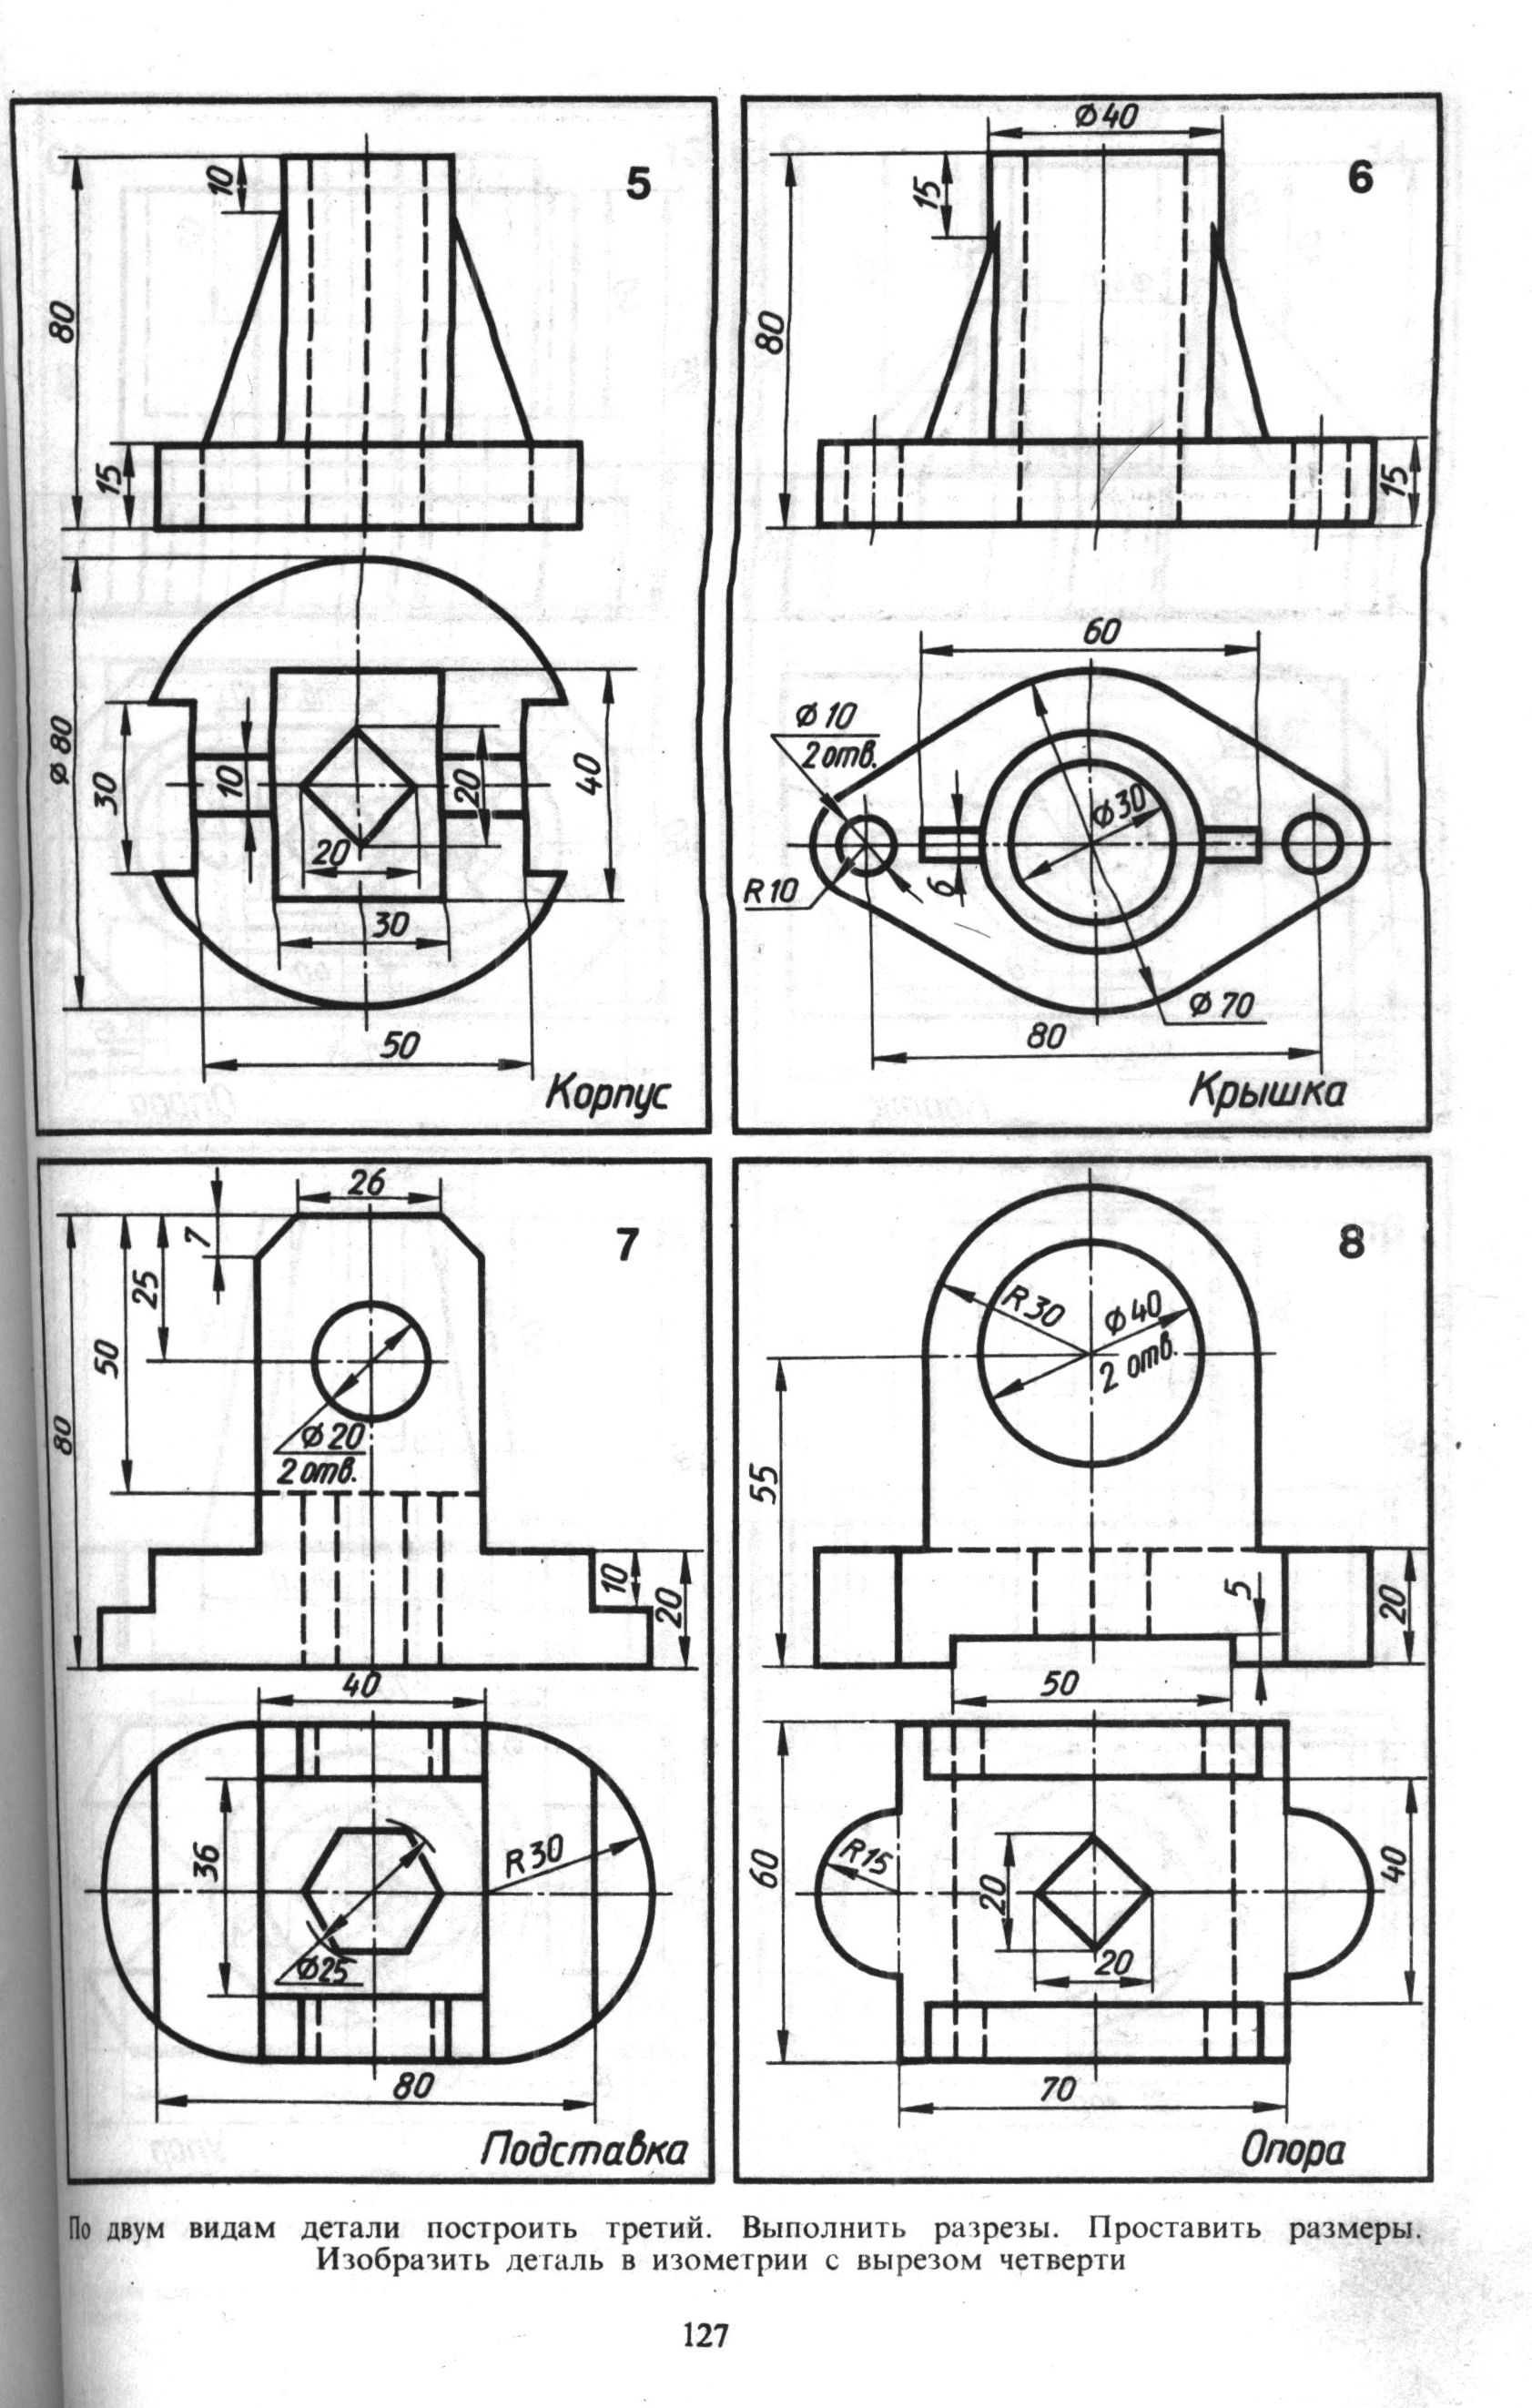 5
10
80
15
Ø80
30
10
20
20
40
30
50
Корпус
6
Ø40
15
80
15
60
Ø10
2 отв.
Ø30
R10
6
Ø70
80
Крышка
7
26
7
25
50
80
Ø20
2 отв.
10
20
40
36
R30
Ø25
80
Подставка
8
R30
Ø40
2 отв.
55
5
20
50
60
R15
20
20
40
70
Опора
По двум видам детали построить третий. Выполнить разрезы. Проставить размеры.
Изобразить деталь в изометрии с вырезом четверти
127